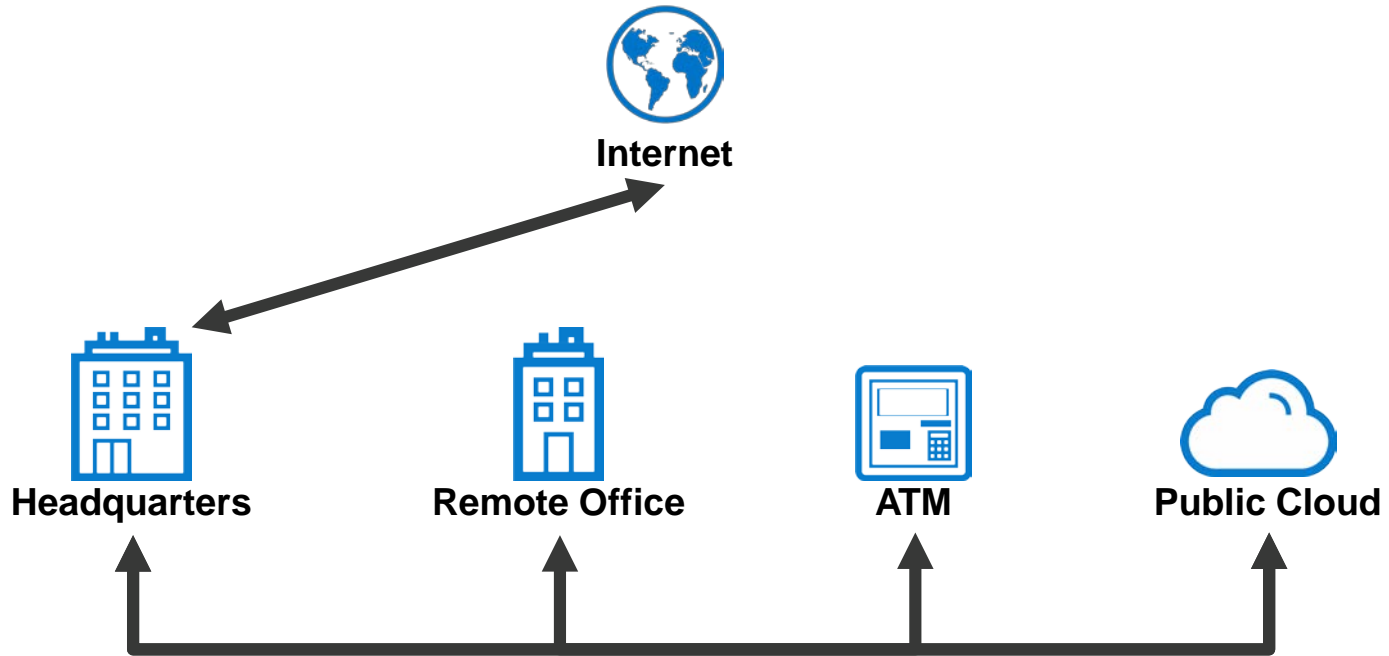 Internet
Headquarters
Remote Office
ATM
Public Cloud